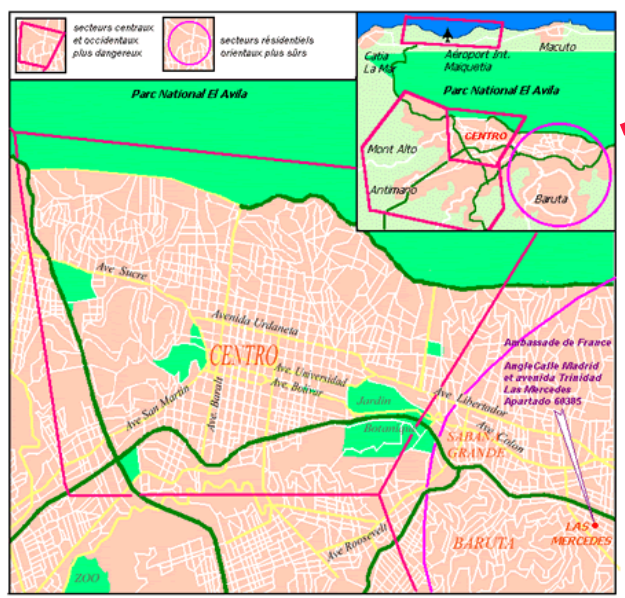 secteurs centraux
et occidentaux
plus dangereux
secteurs résidentiels
orientaux plus sûrs
Catia
La Mar
Aéroport Int.
Maiquetia
Macuto
Parc National El Avila
CENTRO
Mont Alto
Antimano
Baruta
Parc National El Avila
Ave Sucre
Avenida Urdaneta
CENTRO
Ave. Universidad
Ave. Bolivar
Ave San Martin
Ave. Baralt
Jardin
Botanique
Ave. Libertador
Ave Colon
SABANA
GRANDE
Ambassade de France
Angle Calle Madrid
et avenida Trinidad
Las Mercedes
Apartado 60385
LAS
MERCEDES
BARUTA
Ave Roosevelt
ZOO